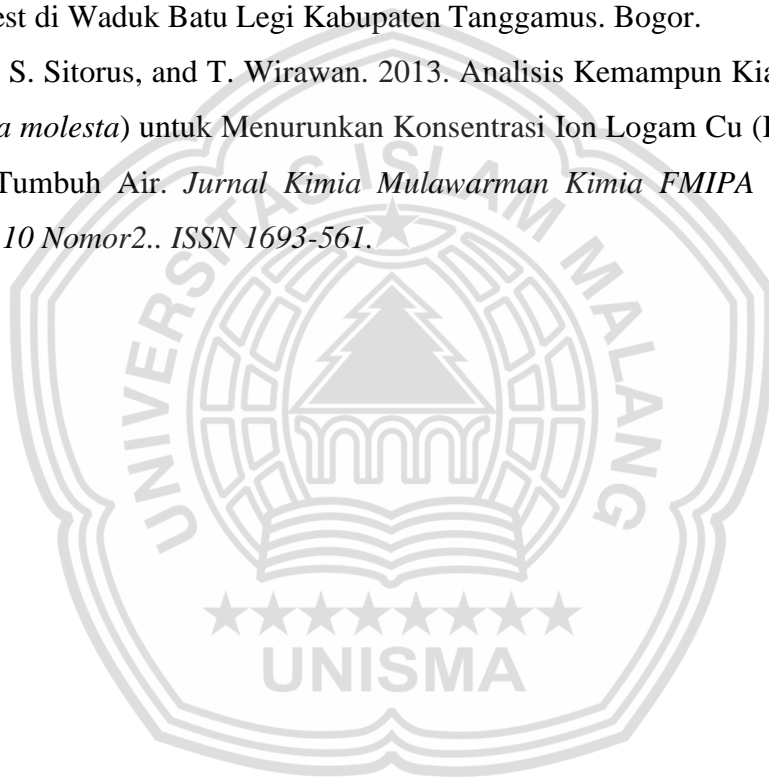 est di Waduk Batu Legi Kabupaten Tanggamus. Bogor.
S. Sitorus, and T. Wirawan. 2013. Analisis Kemampun Kia
a molesta) untuk Menurunkan Konsentrasi Ion Logam Cu (I
Tumbuh Air. Jurnal Kimia Mulawarman Kimia FMIPA
10 Nomor2.. ISSN 1693-561.
UNIVERSITAS ISLAM MALANG
UNISMA